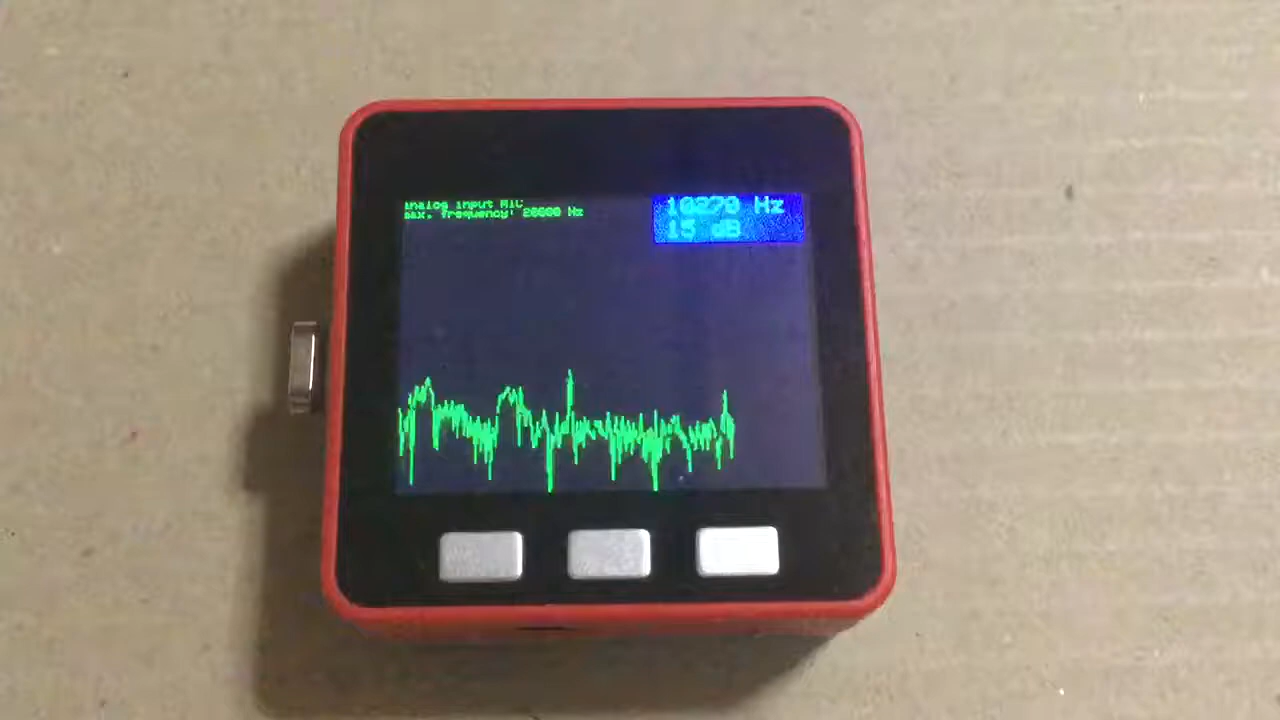 analog input MIC
max. frequency: 20000 Hz
10270 Hz
15 dB